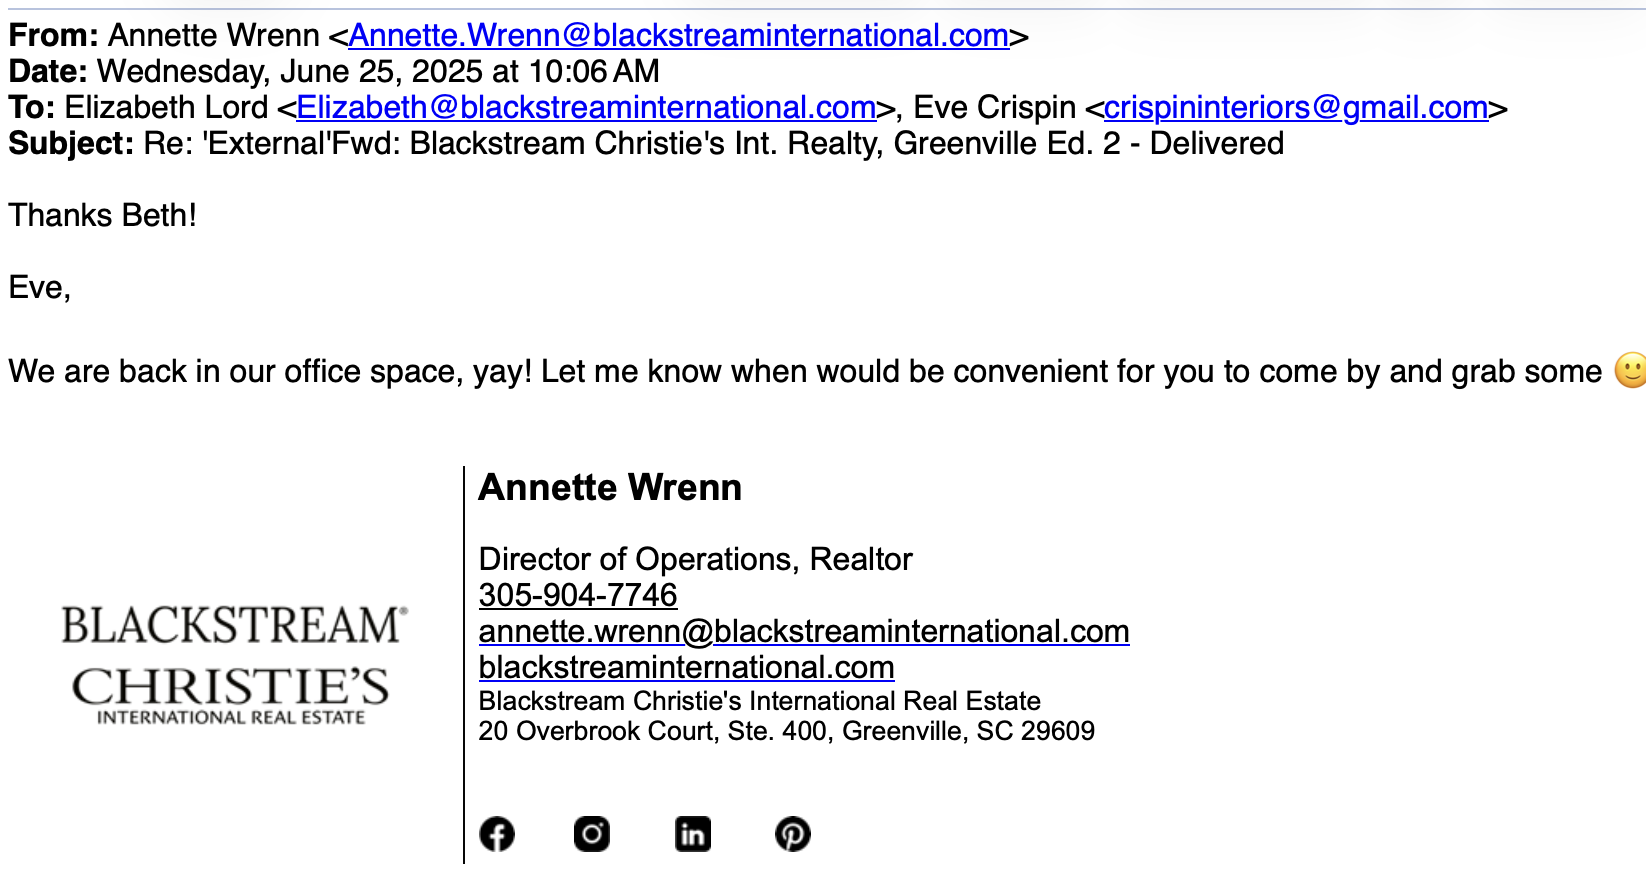 From: Annette Wrenn <Annette.Wrenn@blackstreaminternational.com>
Date: Wednesday, June 25, 2025 at 10:06 AM
To: Elizabeth Lord <Elizabeth@blackstreaminternational.com>, Eve Crispin <crispininteriors@gmail.com>
Subject: Re: 'External'Fwd: Blackstream Christie's Int. Realty, Greenville Ed. 2 - Delivered
Thanks Beth!
Eve,
We are back in our office space, yay! Let me know when would be convenient for you to come by and grab some 🙂
BLACKSTREAM®
CHRISTIE'S
INTERNATIONAL REAL ESTATE
Annette Wrenn
Director of Operations, Realtor
305-904-7746
annette.wrenn@blackstreaminternational.com
blackstreaminternational.com
Blackstream Christie's International Real Estate
20 Overbrook Court, Ste. 400, Greenville, SC 29609